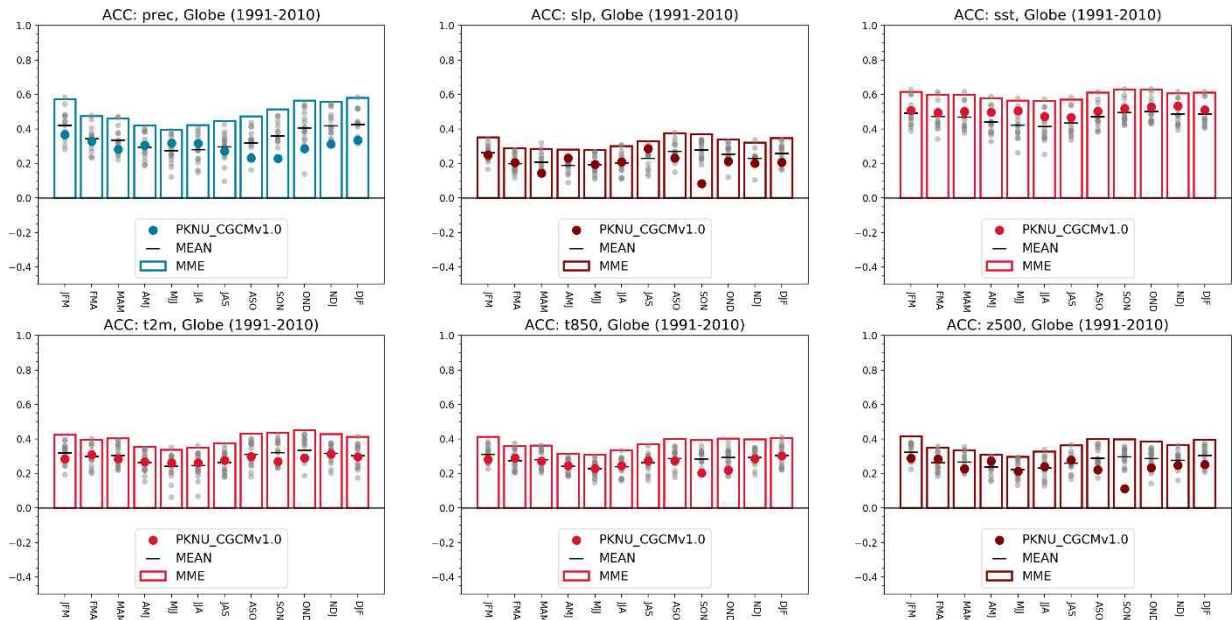 ACC: prec, Globe (1991-2010)
1.0
0.8
0.6
0.4
0.2
0.0
−0.2
−0.4
PKNU_CGCMv1.0
MEAN
MME
JFM FMA MAM AMJ MJJ JJA JAS ASO SON OND NDJ DJF
ACC: slp, Globe (1991-2010)
1.0
0.8
0.6
0.4
0.2
0.0
−0.2
−0.4
PKNU_CGCMv1.0
MEAN
MME
JFM FMA MAM AMJ MJJ JJA JAS ASO SON OND NDJ DJF
ACC: sst, Globe (1991-2010)
1.0
0.8
0.6
0.4
0.2
0.0
−0.2
−0.4
PKNU_CGCMv1.0
MEAN
MME
JFM FMA MAM AMJ MJJ JJA JAS ASO SON OND NDJ DJF
ACC: t2m, Globe (1991-2010)
1.0
0.8
0.6
0.4
0.2
0.0
−0.2
−0.4
PKNU_CGCMv1.0
MEAN
MME
JFM FMA MAM AMJ MJJ JJA JAS ASO SON OND NDJ DJF
ACC: t850, Globe (1991-2010)
1.0
0.8
0.6
0.4
0.2
0.0
−0.2
−0.4
PKNU_CGCMv1.0
MEAN
MME
JFM FMA MAM AMJ MJJ JJA JAS ASO SON OND NDJ DJF
ACC: z500, Globe (1991-2010)
1.0
0.8
0.6
0.4
0.2
0.0
−0.2
−0.4
PKNU_CGCMv1.0
MEAN
MME
JFM FMA MAM AMJ MJJ JJA JAS ASO SON OND NDJ DJF